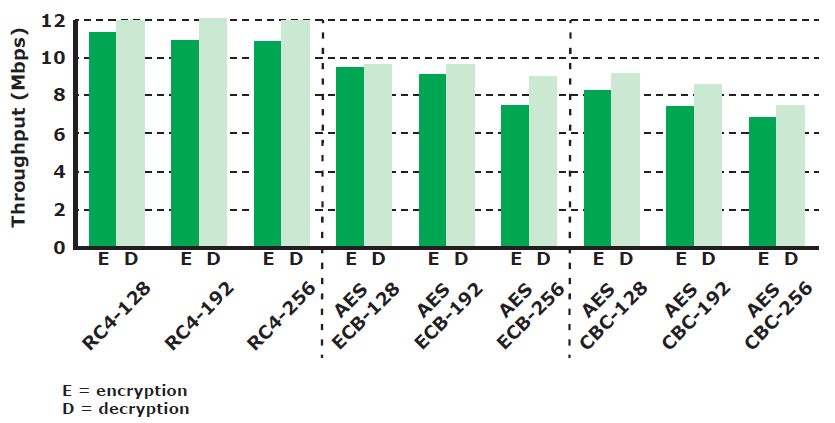 Throughput (Mbps)
12
10
8
6
4
2
0
E D E D E D E D E D E D E D E D E D
RC4-128
RC4-192
RC4-256
AES
ECB-128
AES
ECB-192
AES
ECB-256
AES
CBC-128
AES
CBC-192
AES
CBC-256
E = encryption
D = decryption